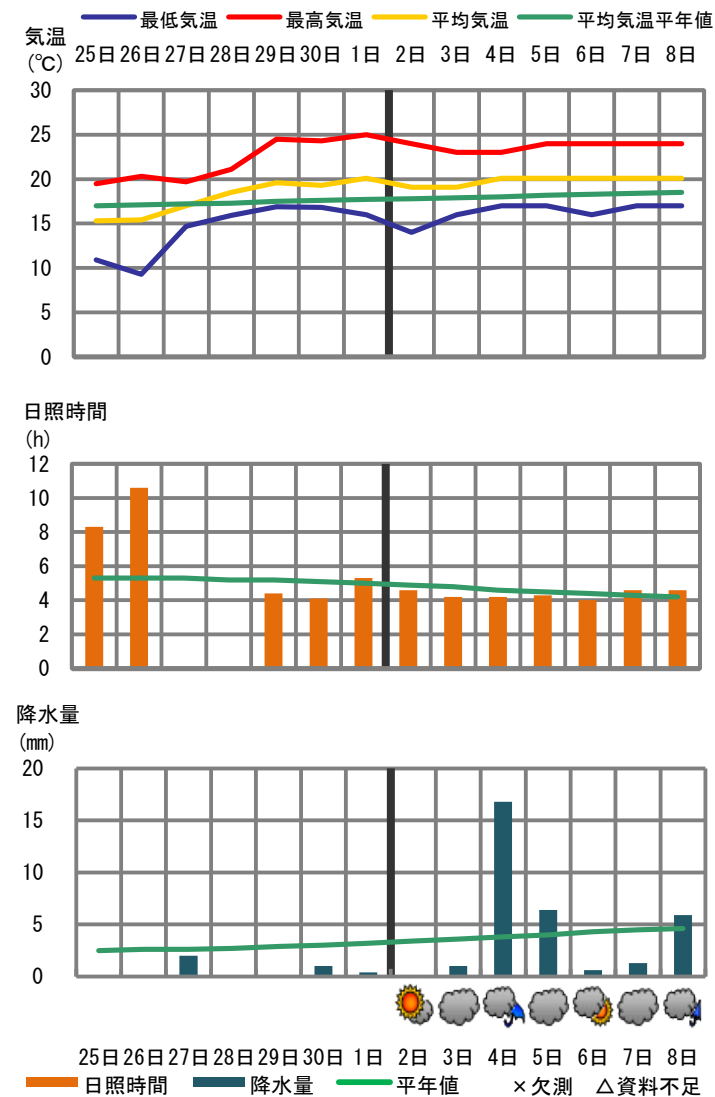 最低気温 最高気温 平均気温 平均気温平年値
気温
(℃)
25日 26日 27日 28日 29日 30日 1日 2日 3日 4日 5日 6日 7日 8日
30
25
20
15
10
5
0
日照時間
(h)
12
10
8
6
4
2
0
降水量
(㎜)
20
15
10
5
0
25日 26日 27日 28日 29日 30日 1日 2日 3日 4日 5日 6日 7日 8日
日照時間 降水量 平年値 ×欠測 △資料不足